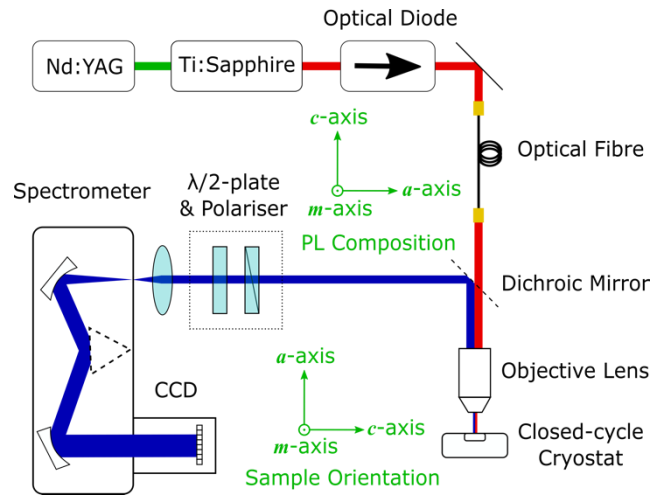 Optical Diode
Nd:YAG
Ti:Sapphire
c-axis
a-axis
m-axis
PL Composition
Optical Fibre
Spectrometer
λ/2-plate
& Polariser
Dichroic Mirror
CCD
a-axis
c-axis
m-axis
Sample Orientation
Objective Lens
Closed-cycle
Cryostat